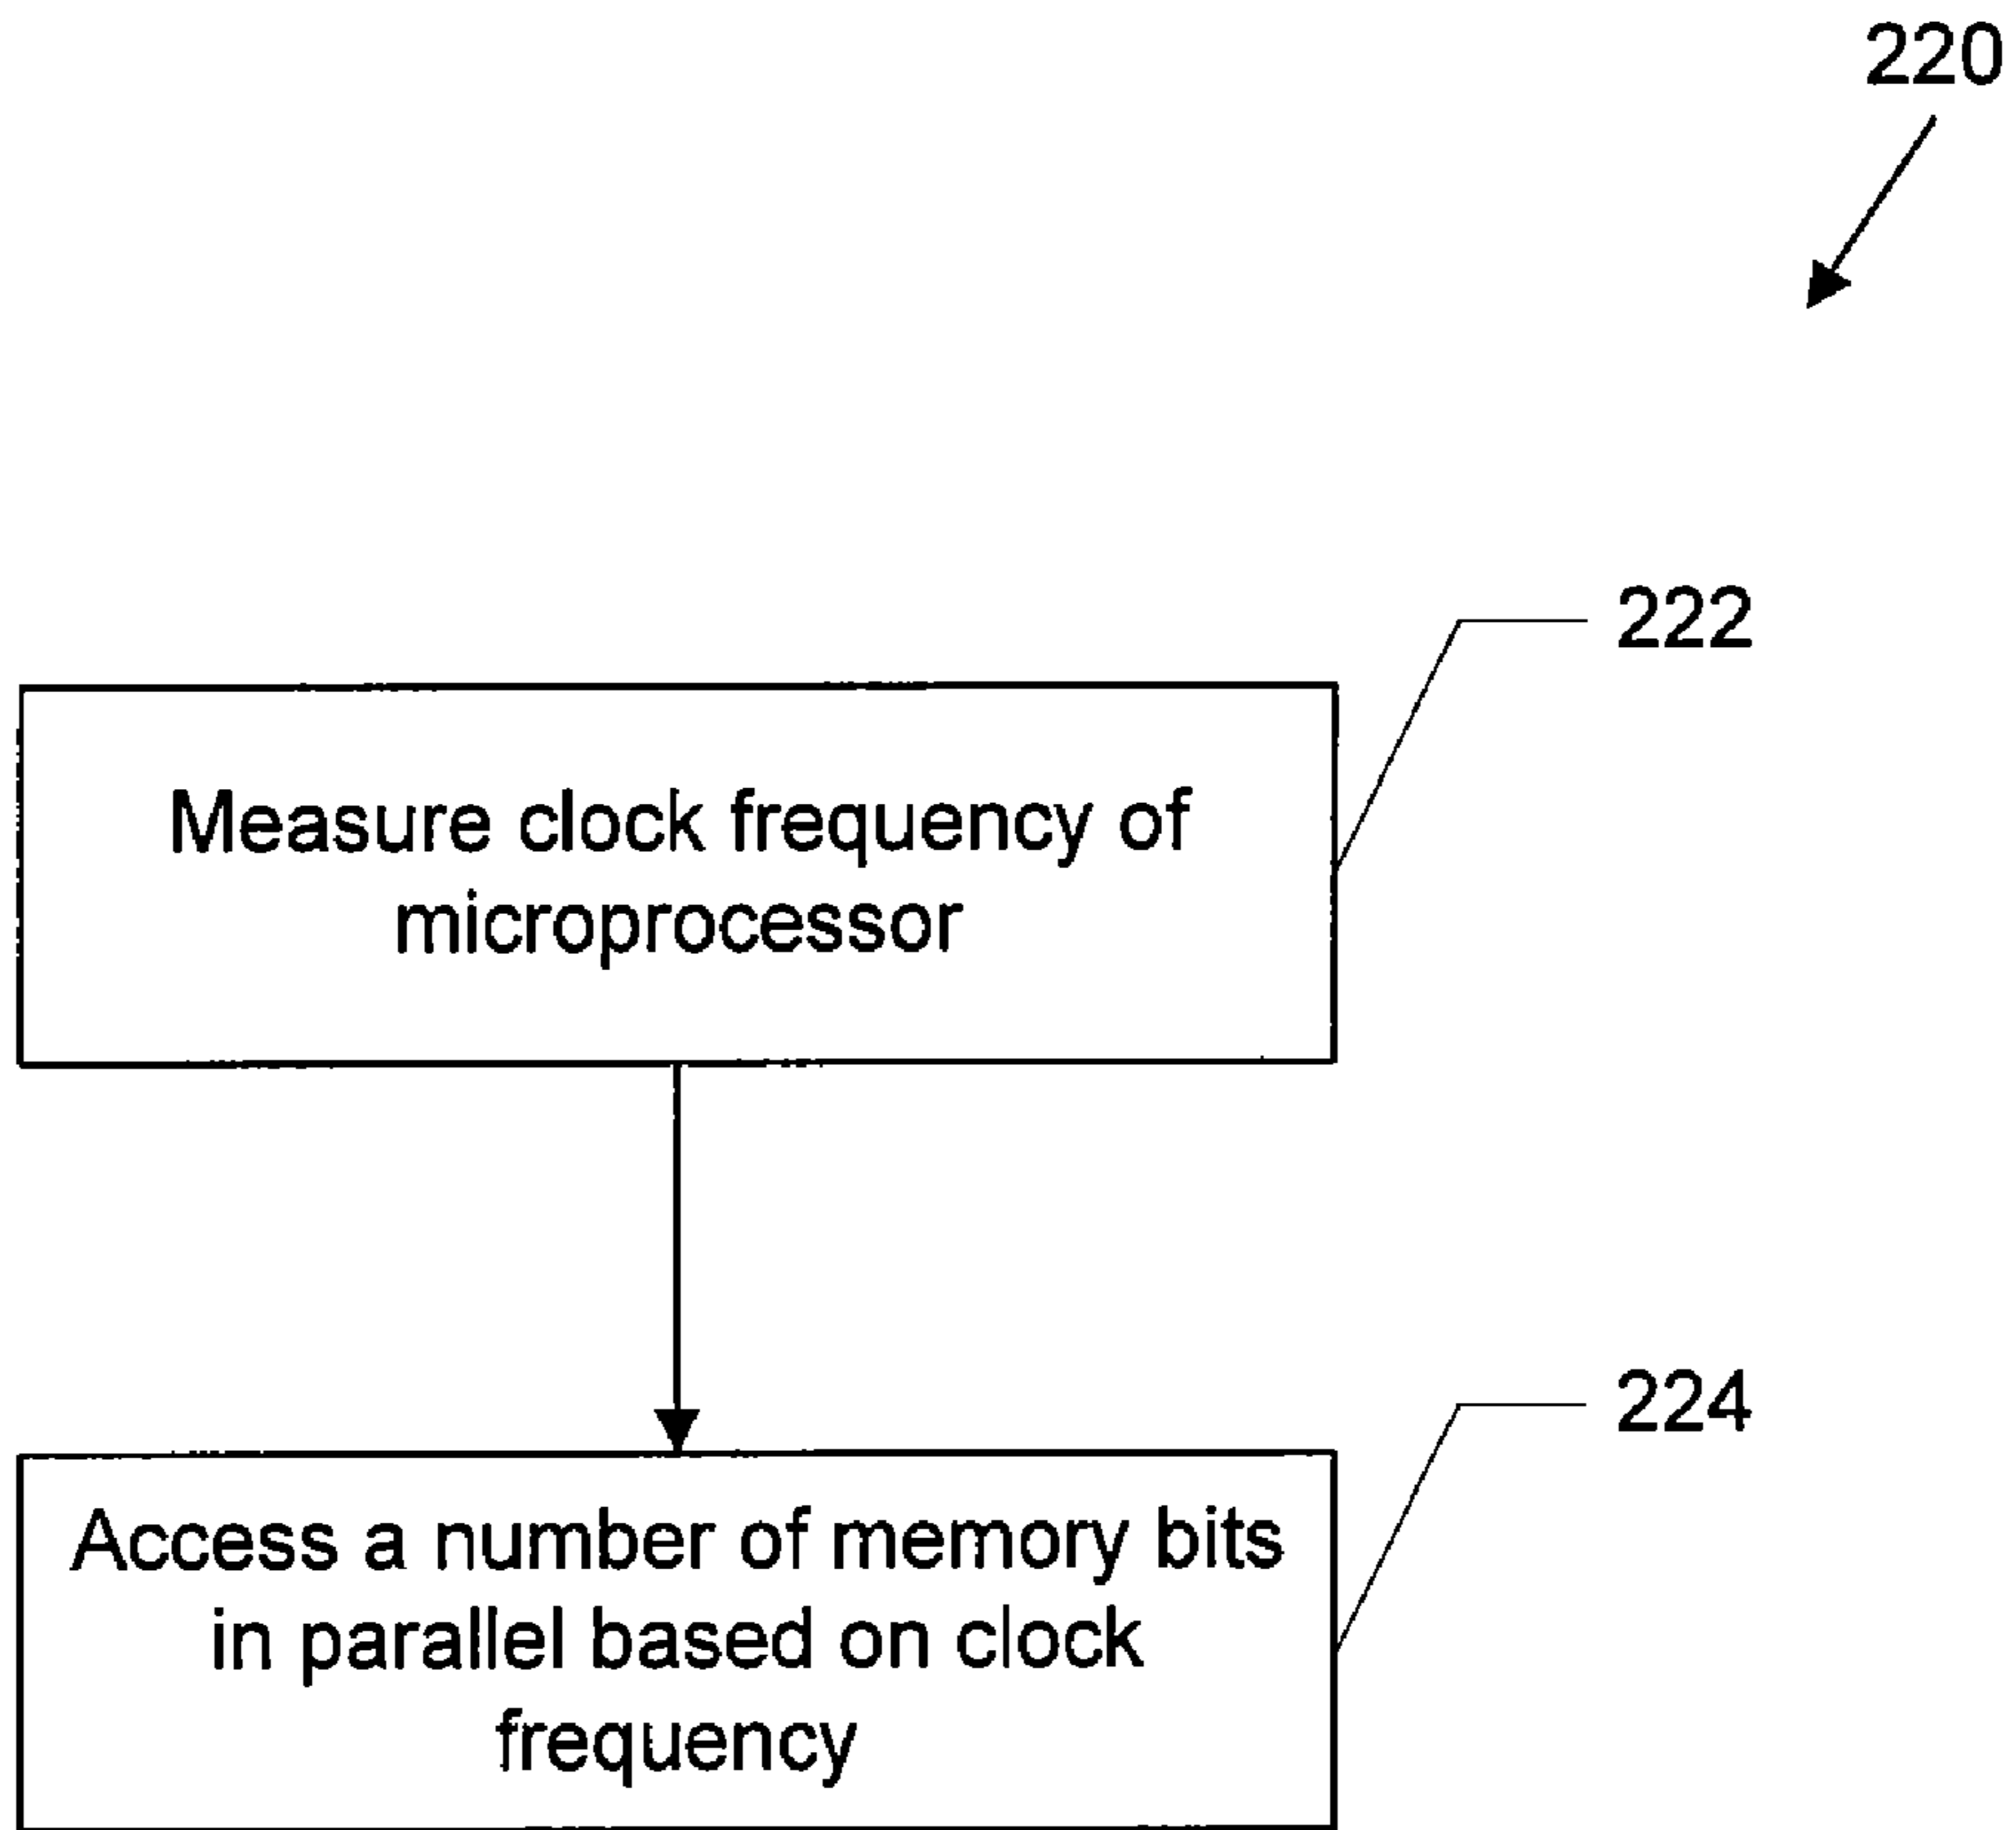 220
222
Measure clock frequency of
microprocessor
224
Access a number of memory bits
in parallel based on clock
frequency